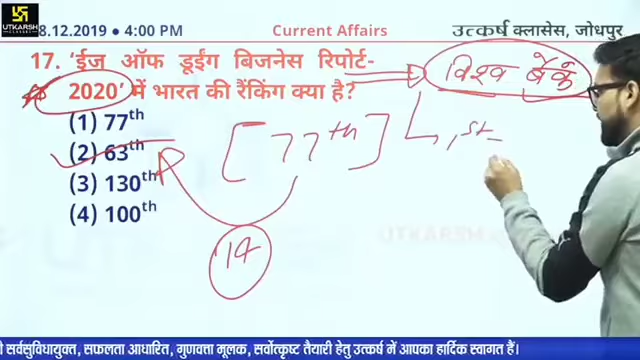 UTKARSH
CLASSES
8.12.2019 ● 4:00 PM
Current Affairs
उत्कर्ष क्लासेस, जोधपुर
17. 'ईज ऑफ डूईंग बिजनेस रिपोर्ट-
2020' में भारत की रैंकिंग क्या है?
विश्व बैंक
(1) 77th
(2) 63th
(3) 130th
(4) 100th
[77th]
1st
14
UTKARSH
सर्वसुविधायुक्त, सफलता आधारित, गुणवत्ता मूलक, सर्वोत्कृष्ट तैयारी हेतु उत्कर्ष में आपका हार्दिक स्वागत है।